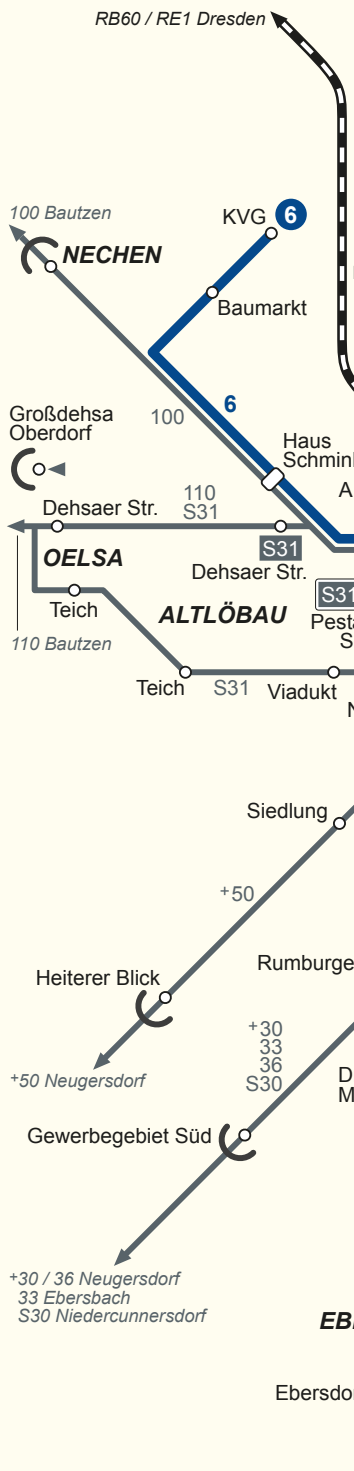 RB60 / RE1 Dresden
100 Bautzen
KVG 6
NECHEN
Baumarkt
6
100
Großdehsa
Oberdorf
Haus
A
110
S31
Dehsaer Str.
S31
Dehsaer Str.
OELSA
S31
Teich
ALTLÖBAU
S
110 Bautzen
Teich
S31
Viadukt
N
Siedlung
+50
Heiterer Blick
+50 Neugersdorf
+30
33
36
S30
Gewerbegebiet Süd
+30 / 36 Neugersdorf
33 Ebersbach
S30 Niedercunnersdorf